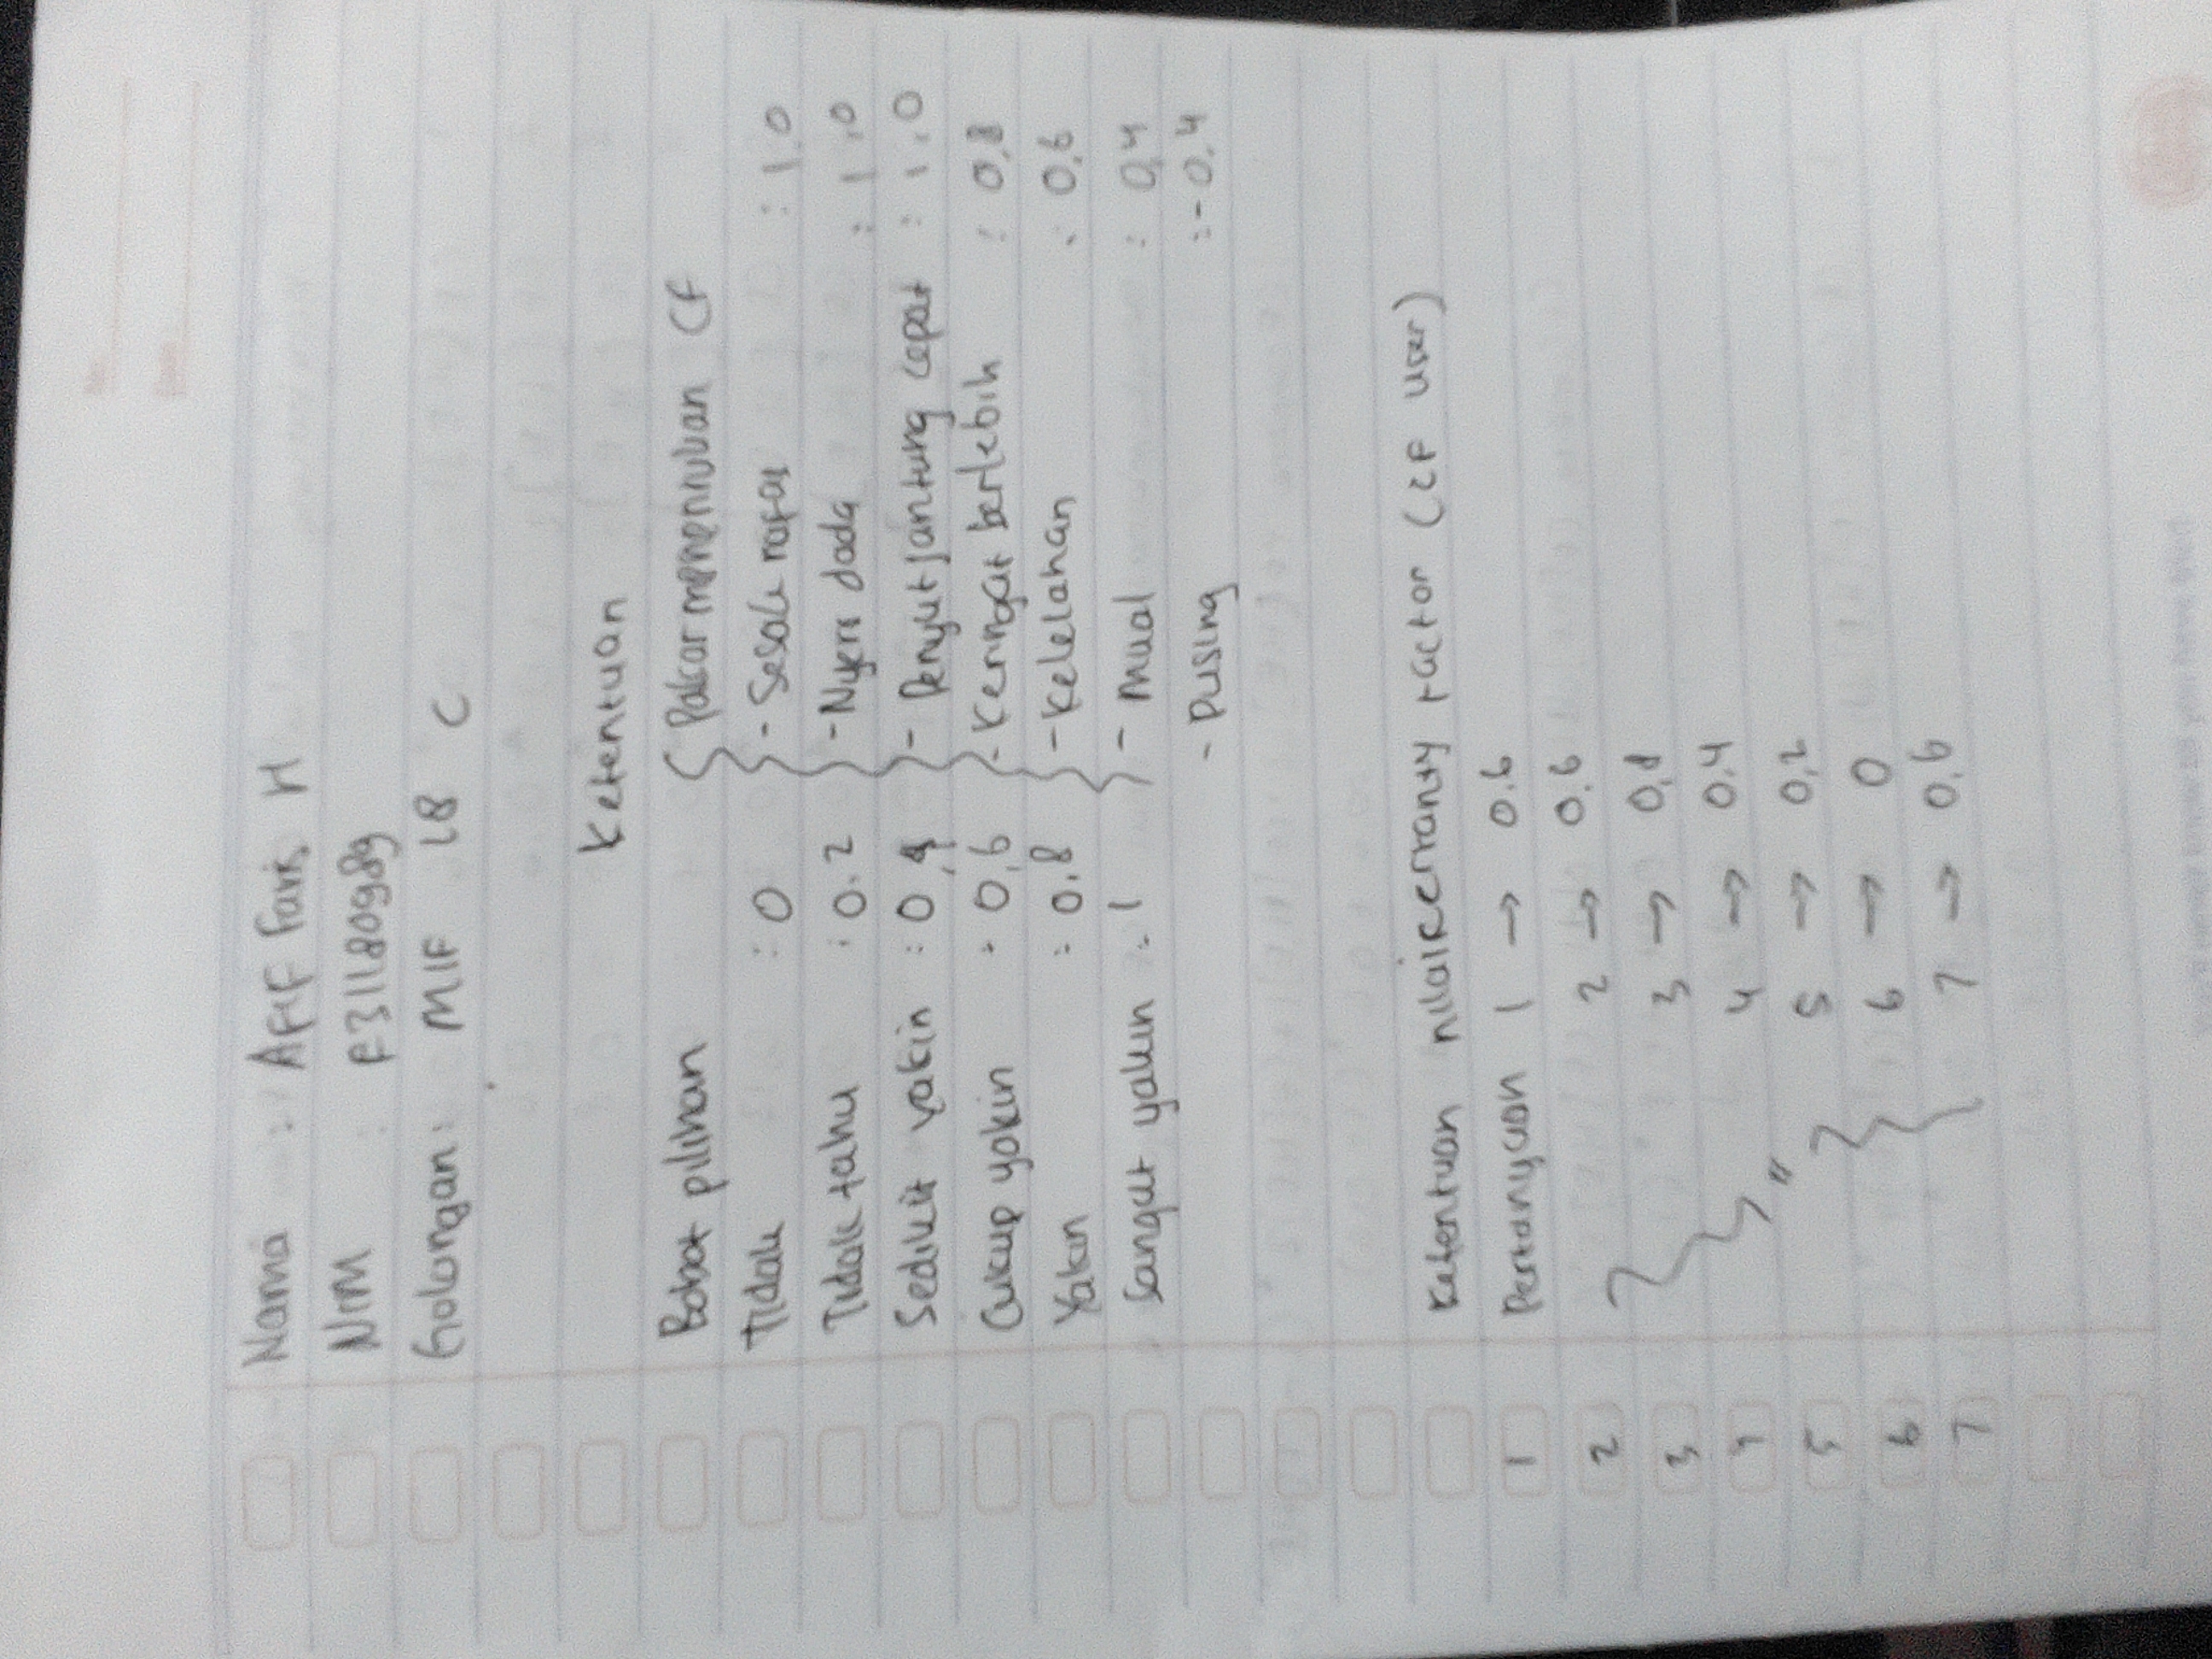 Nama : Afif Faris H
NIM : E31180989
Golongan : MIF LB C
Ketentuan
Bobot pilihan { Pakar menentukan CF
Tidak : 0 - Sesak nafas : 1.0
Tidak tahu : 0.2 - Nyeri dada : 1.0
Sedikit yakin : 0,4 - Denyut jantung cepat : 1,0
Cukup yakin : 0,6 - Keringat berlebih : 0,8
Yakin : 0.8 - Kelelahan : 0,6
Sangat yakin : 1 - Mual : 0,4
- Pusing : -0.4
Ketentuan nilai certainty factor (CF user)
1 Pertanyaan 1 → 0.6
2 2 → 0.6
3 3 → 0,8
4 " 4 → 0.4
5 5 → 0,2
6 6 → 0
7 7 → 0.6